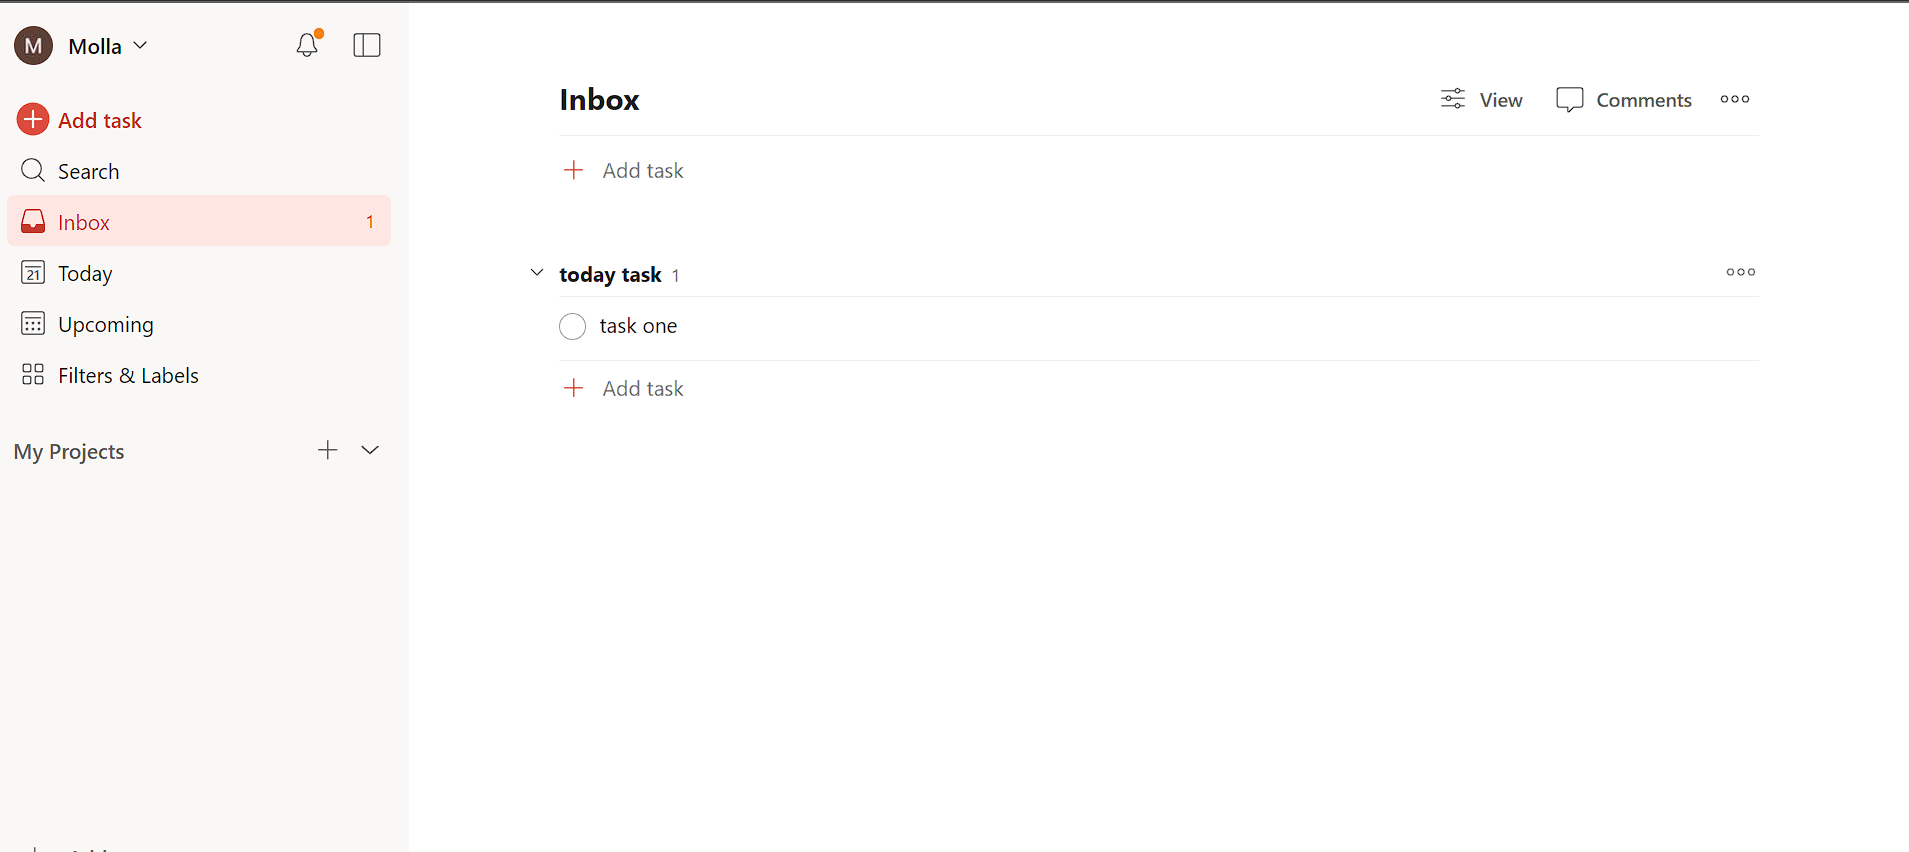 M Molla
Add task
Search
Inbox 1
21 Today
Upcoming
Filters & Labels
My Projects
Inbox
View Comments
Add task
today task 1
task one
Add task